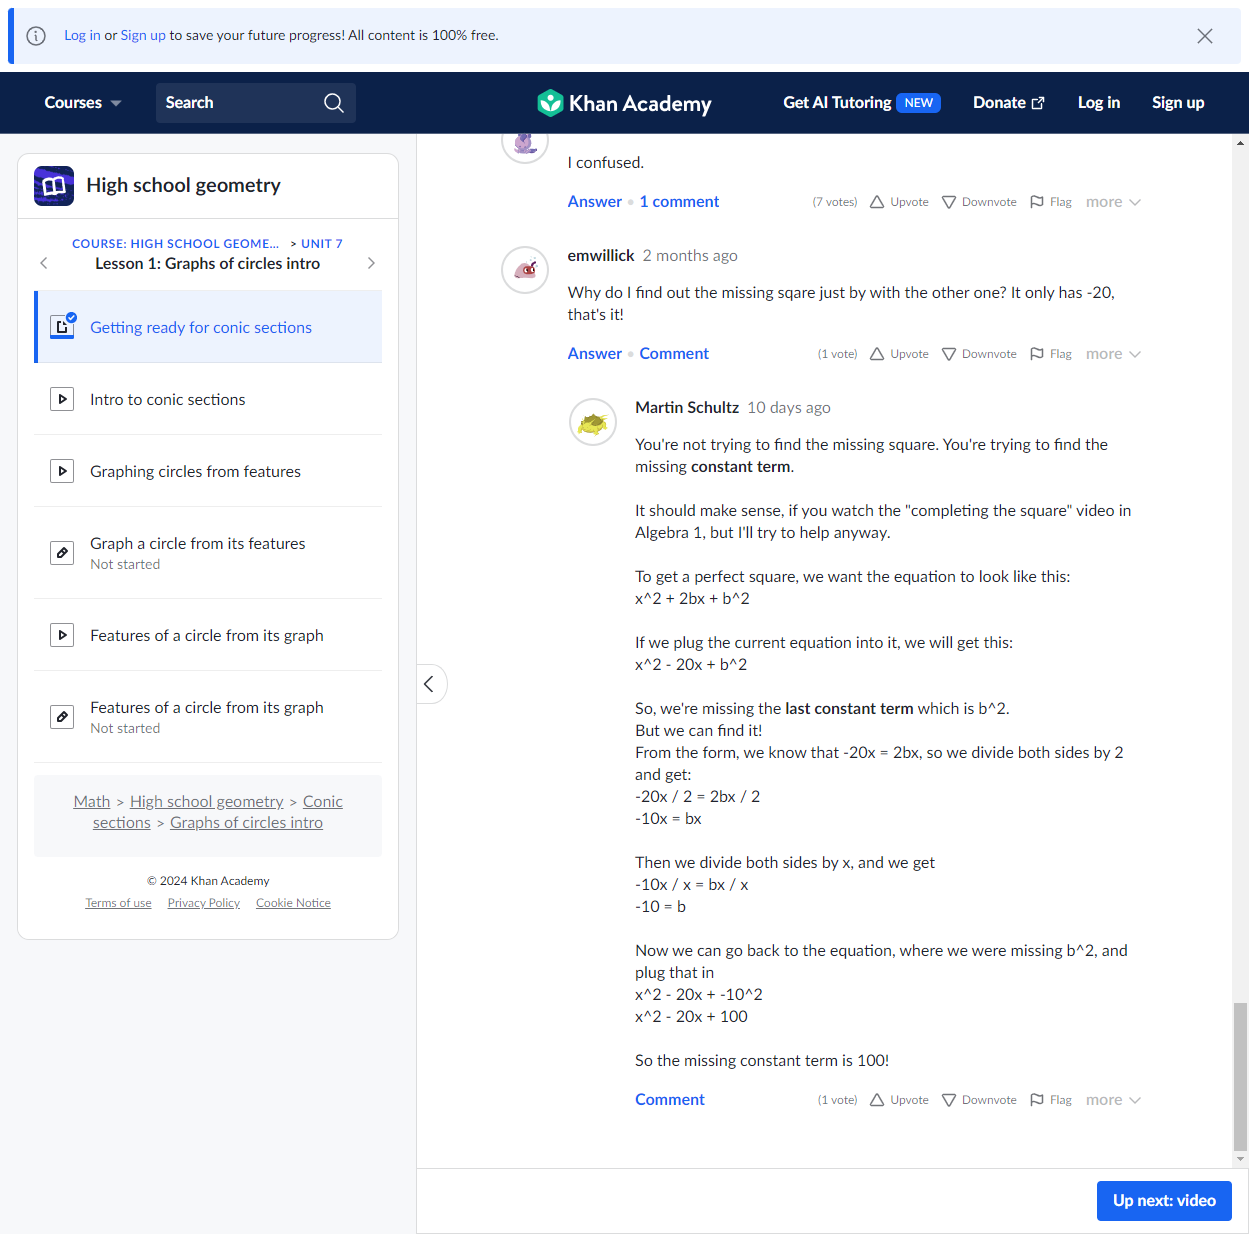 Log in or Sign up to save your future progress! All content is 100% free.
Courses
Search
Khan Academy
Get AI Tutoring NEW
Donate
Log in
Sign up
High school geometry
COURSE: HIGH SCHOOL GEOME... > UNIT 7
Lesson 1: Graphs of circles intro
Getting ready for conic sections
Intro to conic sections
Graphing circles from features
Graph a circle from its features
Not started
Features of a circle from its graph
Features of a circle from its graph
Not started
Math > High school geometry > Conic
sections > Graphs of circles intro
© 2024 Khan Academy
Terms of use Privacy Policy Cookie Notice
I confused.
Answer • 1 comment (7 votes) Upvote Downvote Flag more
emwillick 2 months ago
Why do I find out the missing sqare just by with the other one? It only has -20,
that's it!
Answer • Comment (1 vote) Upvote Downvote Flag more
Martin Schultz 10 days ago
You're not trying to find the missing square. You're trying to find the
missing constant term.
It should make sense, if you watch the "completing the square" video in
Algebra 1, but I'll try to help anyway.
To get a perfect square, we want the equation to look like this:
x^2 + 2bx + b^2
If we plug the current equation into it, we will get this:
x^2 - 20x + b^2
So, we're missing the last constant term which is b^2.
But we can find it!
From the form, we know that -20x = 2bx, so we divide both sides by 2
and get:
-20x / 2 = 2bx / 2
-10x = bx
Then we divide both sides by x, and we get
-10x / x = bx / x
-10 = b
Now we can go back to the equation, where we were missing b^2, and
plug that in
x^2 - 20x + -10^2
x^2 - 20x + 100
So the missing constant term is 100!
Comment (1 vote) Upvote Downvote Flag more
Up next: video